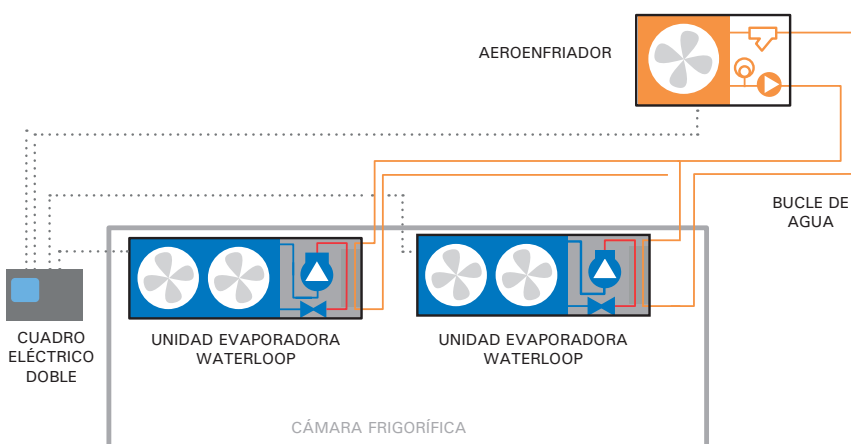 AEROENFRIADOR
BUCLE DE
AGUA
CUADRO
ELÉCTRICO
DOBLE
UNIDAD EVAPORADORA
WATERLOOP
UNIDAD EVAPORADORA
WATERLOOP
CÁMARA FRIGORÍFICA